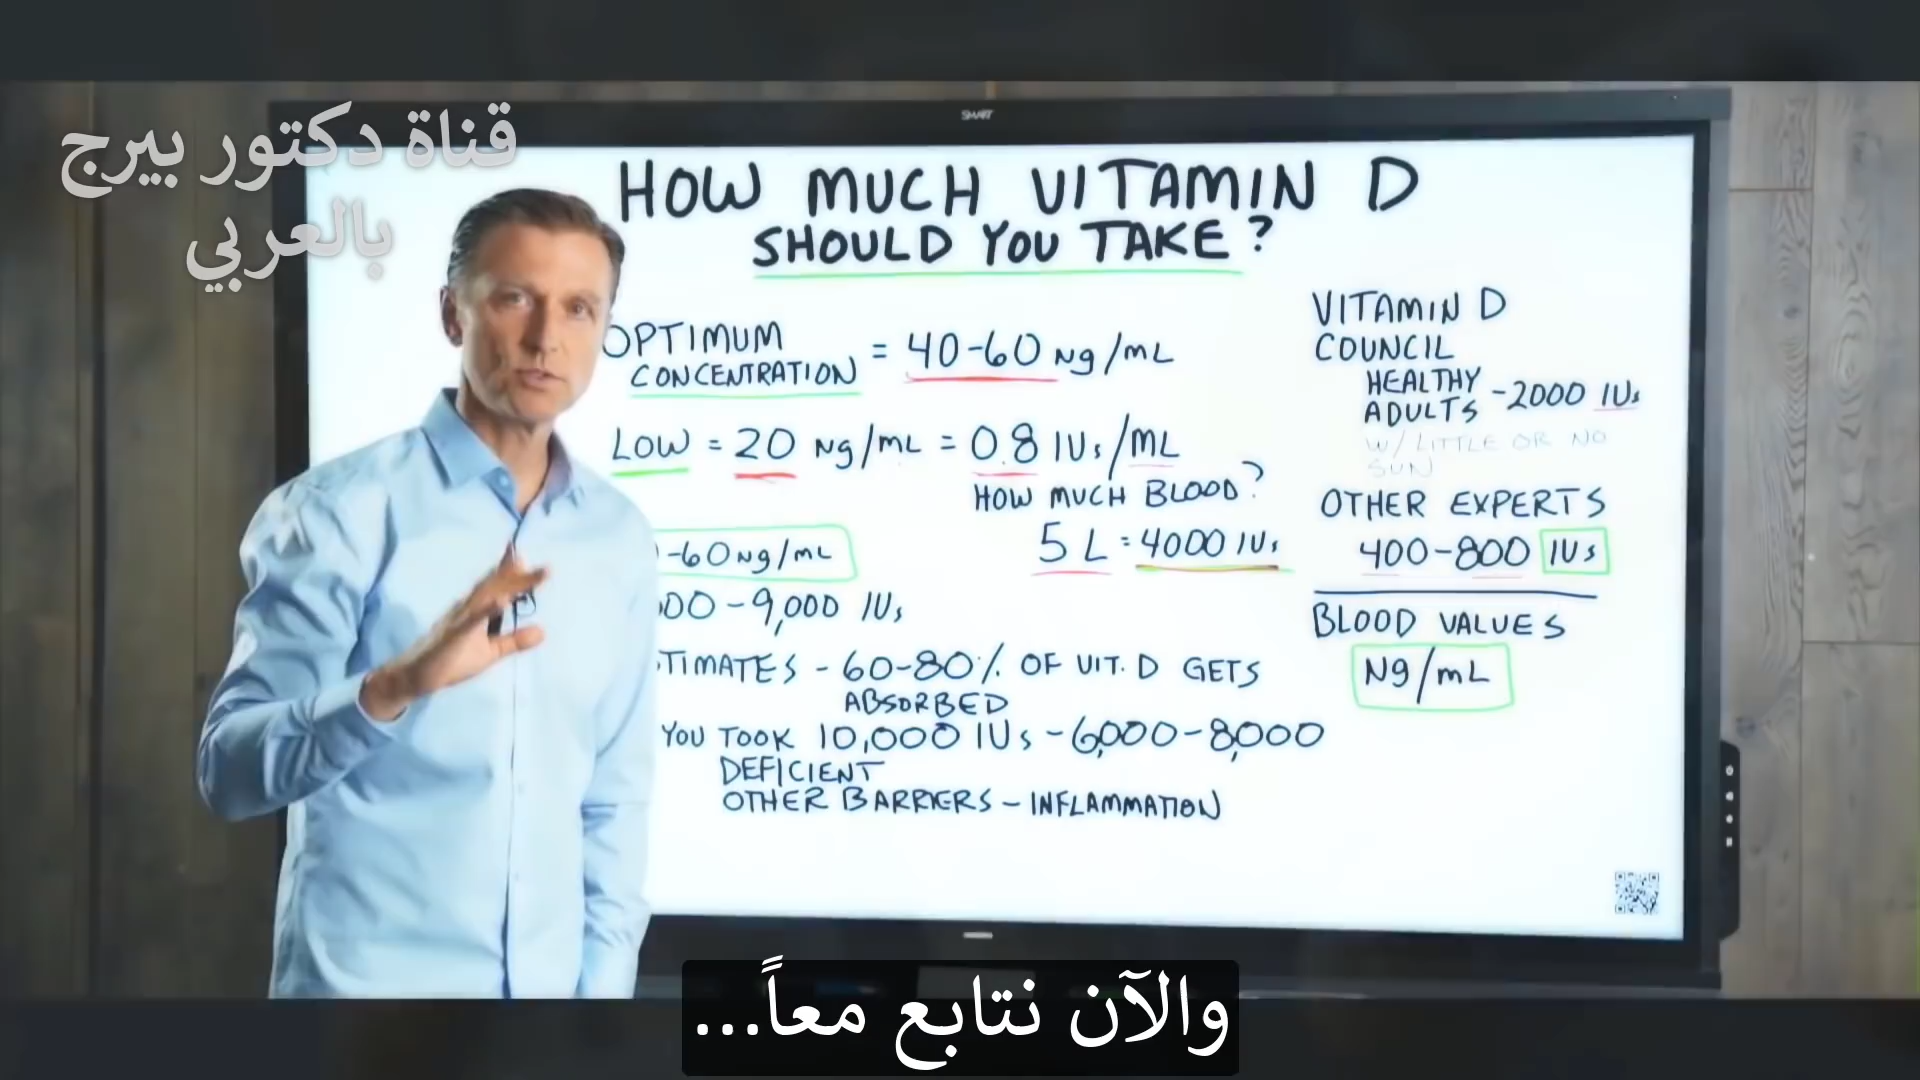 SMART
قناة دكتور بيرج
بالعربي
HOW MUCH VITAMIN D
SHOULD YOU TAKE?
OPTIMUM
CONCENTRATION = 40-60 Ng/mL
LOW = 20 Ng/mL = 0.8 IUs/ML
HOW MUCH BLOOD?
5 L = 4000 IUs
-60 Ng/mL
00 - 9,000 IUs
TIMATES - 60-80% OF VIT. D GETS
ABSORBED
YOU TOOK 10,000 IUs - 6,000 - 8,000
DEFICIENT
OTHER BARRIERS - INFLAMMATION
VITAMIN D
COUNCIL
HEALTHY
ADULTS - 2000 IUs
W/ LITTLE OR NO
SUN
OTHER EXPERTS
400-800 IUs
BLOOD VALUES
Ng/mL
والآن نتابع معاً...